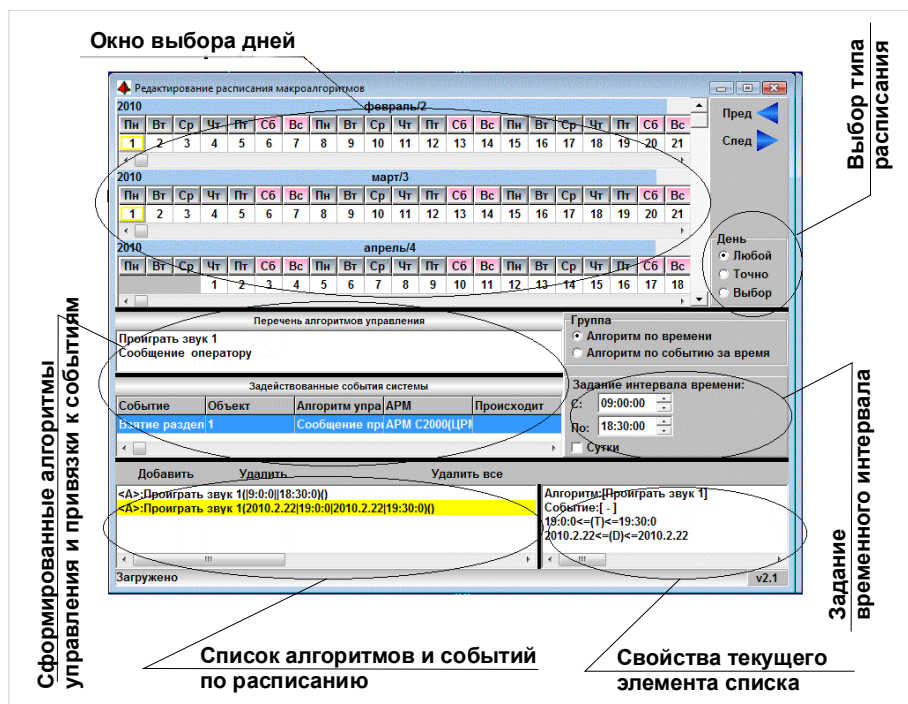 Окно выбора дней
Выбор типа
расписания
Редактирование расписания макроалгоритмов
2010 февраль/2
Пн Вт Ср Чт Пт Сб Вс Пн Вт Ср Чт Пт Сб Вс Пн Вт Ср Чт Пт Сб Вс
1 2 3 4 5 6 7 8 9 10 11 12 13 14 15 16 17 18 19 20 21
Пред
След
2010 март/3
Пн Вт Ср Чт Пт Сб Вс Пн Вт Ср Чт Пт Сб Вс Пн Вт Ср Чт Пт Сб Вс
1 2 3 4 5 6 7 8 9 10 11 12 13 14 15 16 17 18 19 20 21
2010 апрель/4
Пн Вт Ср Чт Пт Сб Вс Пн Вт Ср Чт Пт Сб Вс Пн Вт Ср Чт Пт Сб Вс
1 2 3 4 5 6 7 8 9 10 11 12 13 14 15 16 17 18
День
Любой
Точно
Выбор
Перечень алгоритмов управления
Проиграть звук 1
Сообщение оператору
Группа
Алгоритм по времени
Алгоритм по событию за время
Задействованные события системы
Событие Объект Алгоритм упра АРМ Происходит
Взятие раздел 1 Сообщение при АРМ С2000(ЦРМ
Задание интервала времени:
С: 09:00:00
По: 18:30:00
Сутки
Добавить Удалить Удалить все
<A>:Проиграть звук 1(||9:0:0||18:30:0)()
<A>:Проиграть звук 1(2010.2.22|19:0:0|2010.2.22|19:30:0)()
Алгоритм:[Проиграть звук 1]
Событие:[ - ]
19:0:0<=(T)<=19:30:0
2010.2.22<=(D)<=2010.2.22
Загружено
v2.1
Сформированные алгоритмы
управления и привязки к событиям
Задание
временного интервала
Список алгоритмов и событий
по расписанию
Свойства текущего
элемента списка